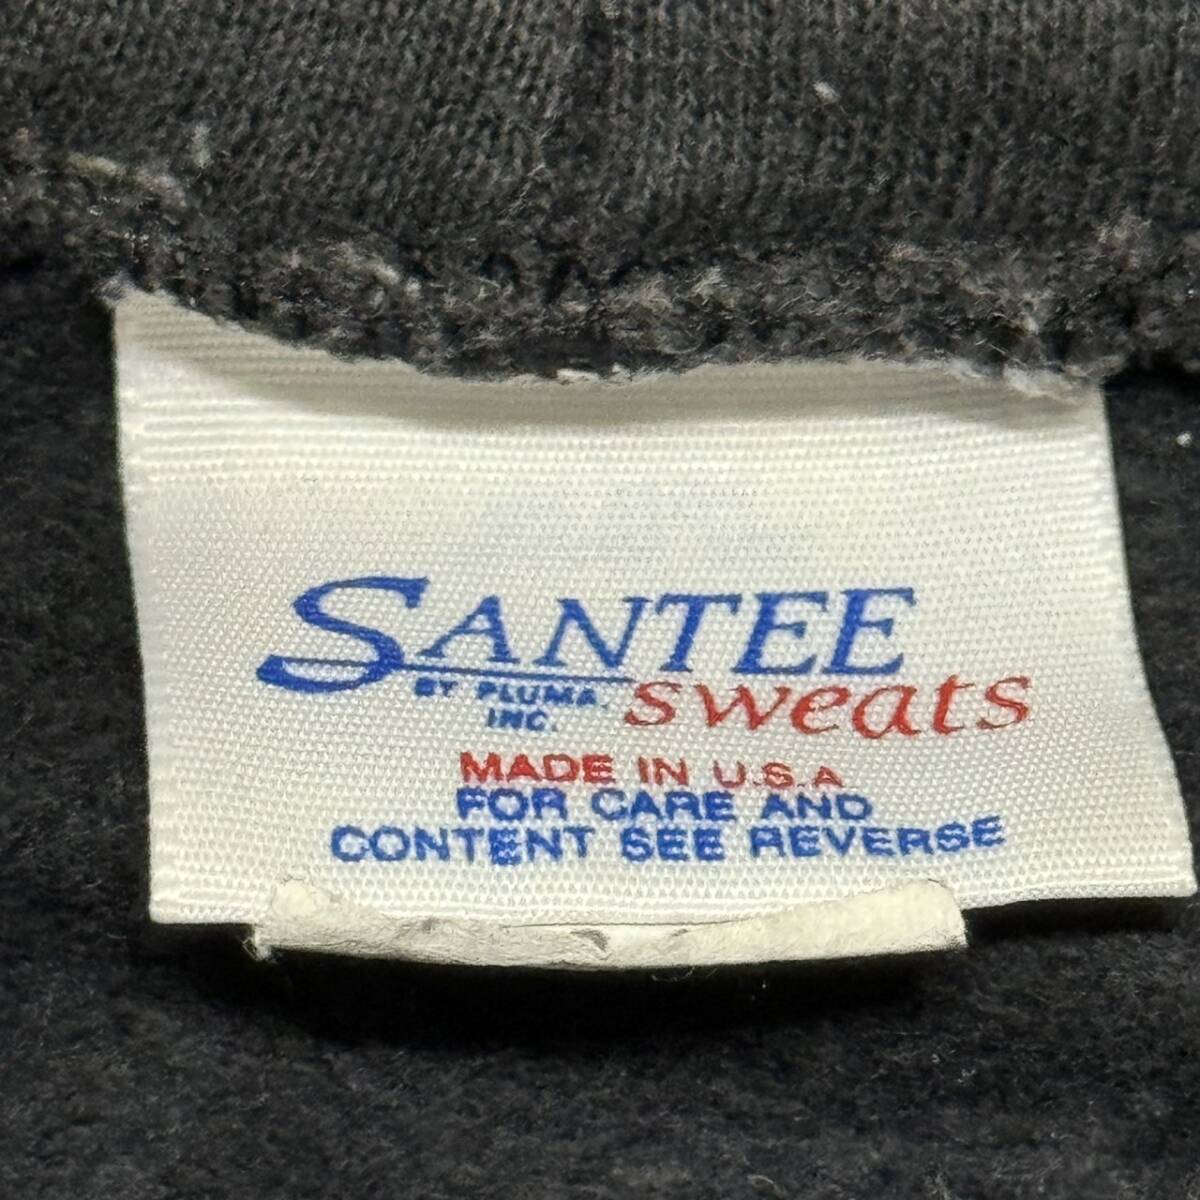 SANTEE
BY PLUMA, sweats
INC.
MADE IN U.S.A
FOR CARE AND
CONTENT SEE REVERSE